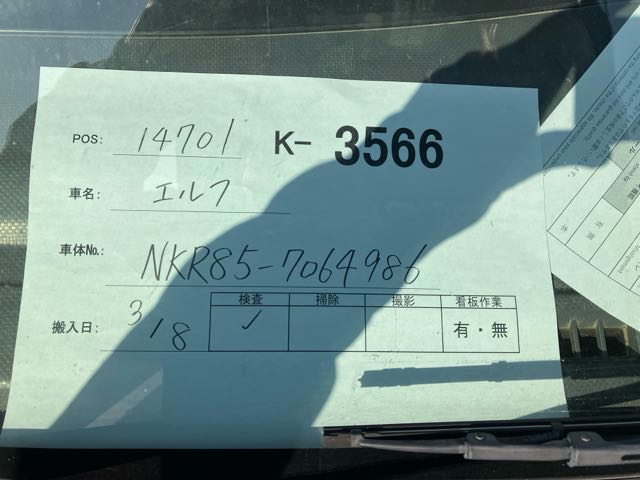 POS: 14701 K- 3566
車名: エルフ
車体No.: NKR85-7064986
搬入日: 3/8
検査 掃除 撮影 看板作業
✓ 有・無